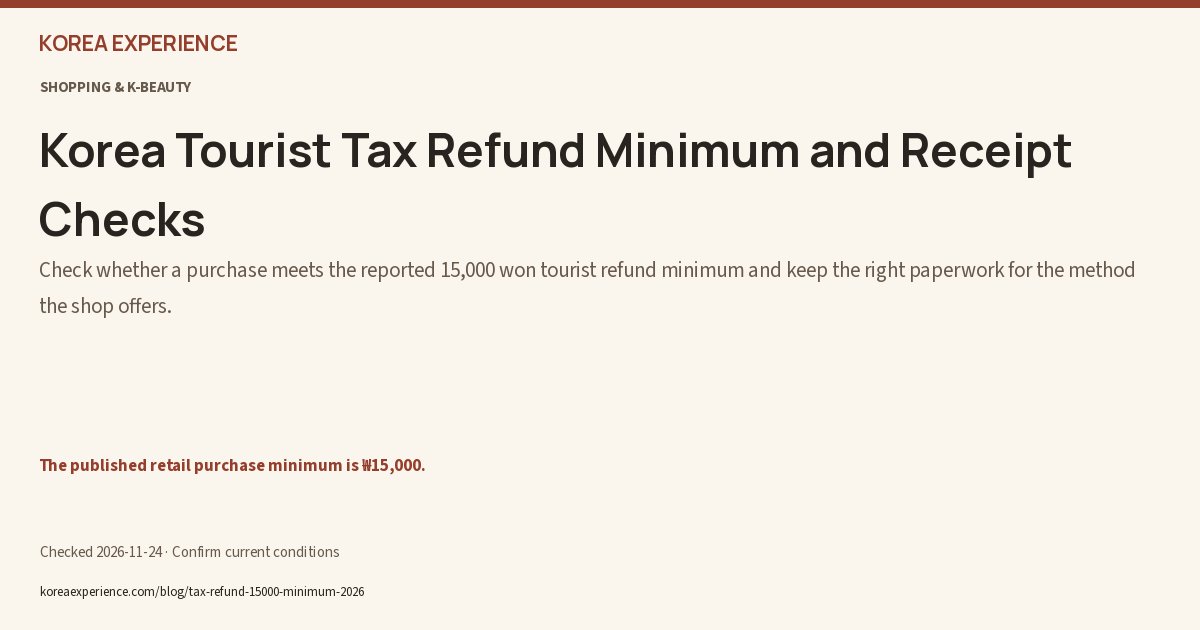 KOREA EXPERIENCE
SHOPPING & K-BEAUTY
Korea Tourist Tax Refund Minimum and Receipt
Checks
Check whether a purchase meets the reported 15,000 won tourist refund minimum and keep the right paperwork for the method
the shop offers.
The published retail purchase minimum is ₩15,000.
Checked 2026-11-24 · Confirm current conditions
koreaexperience.com/blog/tax-refund-15000-minimum-2026